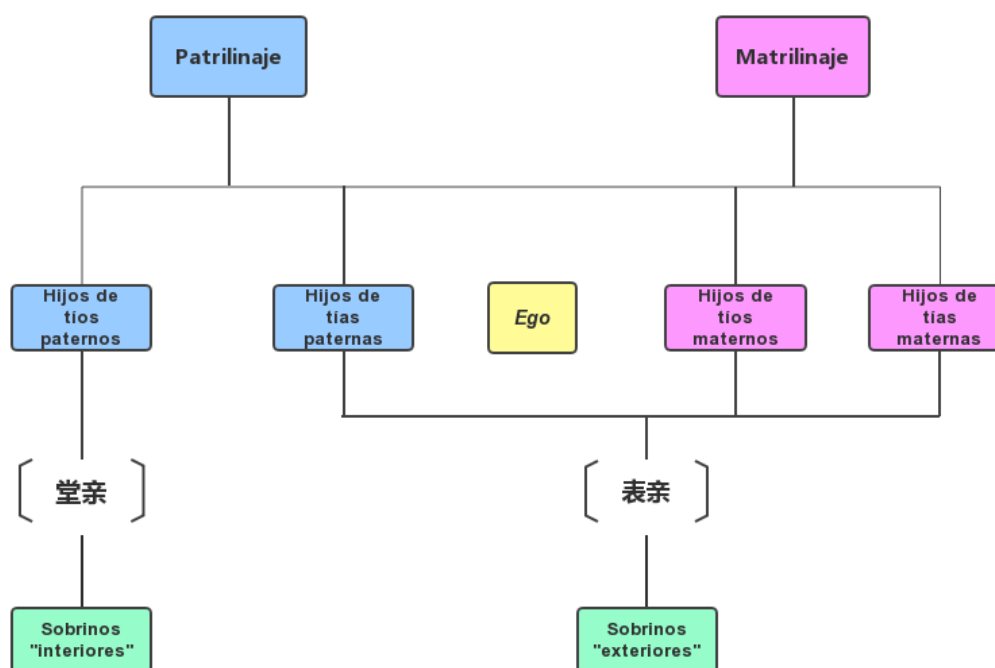 Patrilinaje
Matrilinaje
Hijos de
tíos
paternos
Hijos de
tías
paternas
Ego
Hijos de
tíos
maternos
Hijos de
tías
maternas
堂亲
表亲
Sobrinos
"interiores"
Sobrinos
"exteriores"